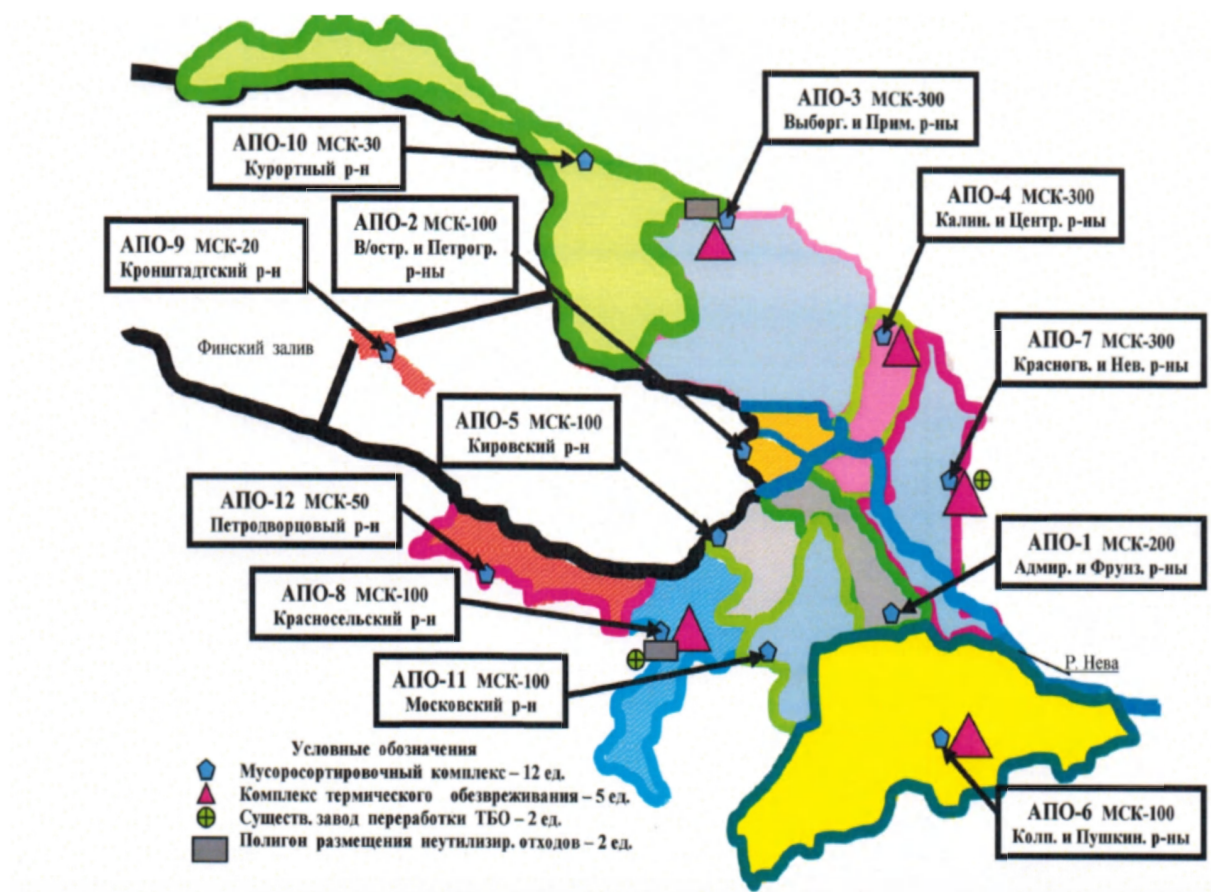 АПО-3 МСК-300
Выборг. и Прим. р-ны
АПО-10 МСК-30
Курортный р-н
АПО-4 МСК-300
Калин. и Центр. р-ны
АПО-2 МСК-100
В/остр. и Петрогр.
р-ны
АПО-9 МСК-20
Кронштадтский р-н
Финский залив
АПО-7 МСК-300
Красногв. и Нев. р-ны
АПО-5 МСК-100
Кировский р-н
АПО-12 МСК-50
Петродворцовый р-н
АПО-1 МСК-200
Адмир. и Фрунз. р-ны
АПО-8 МСК-100
Красносельский р-н
Р. Нева
АПО-11 МСК-100
Московский р-н
Условные обозначения
Мусоросортировочный комплекс – 12 ед.
Комплекс термического обезвреживания – 5 ед.
Существ. завод переработки ТБО – 2 ед.
Полигон размещения неутилизир. отходов – 2 ед.
АПО-6 МСК-100
Колп. и Пушкин. р-ны